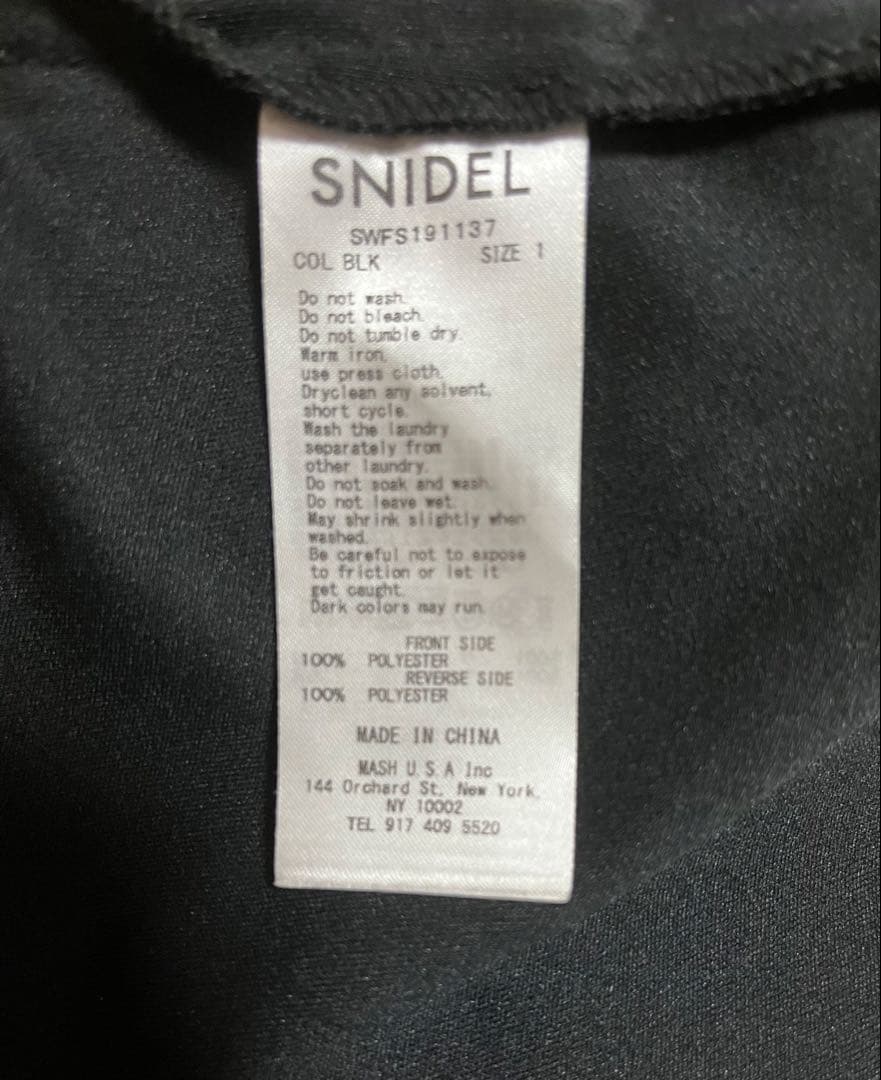 SNIDEL
SWFS191137
COL BLK SIZE 1
Do not wash.
Do not bleach.
Do not tumble dry.
Warm iron,
use press cloth.
Dryclean any solvent.
short cycle.
Wash the laundry
separately from
other laundry.
Do not soak and wash.
Do not leave wet.
May shrink slightly when
washed.
Be careful not to expose
to friction or let it
get caught.
Dark colors may run.
FRONT SIDE
100% POLYESTER
REVERSE SIDE
100% POLYESTER
MADE IN CHINA
MASH U.S.A Inc
144 Orchard St, New York,
NY 10002
TEL 917 409 5520